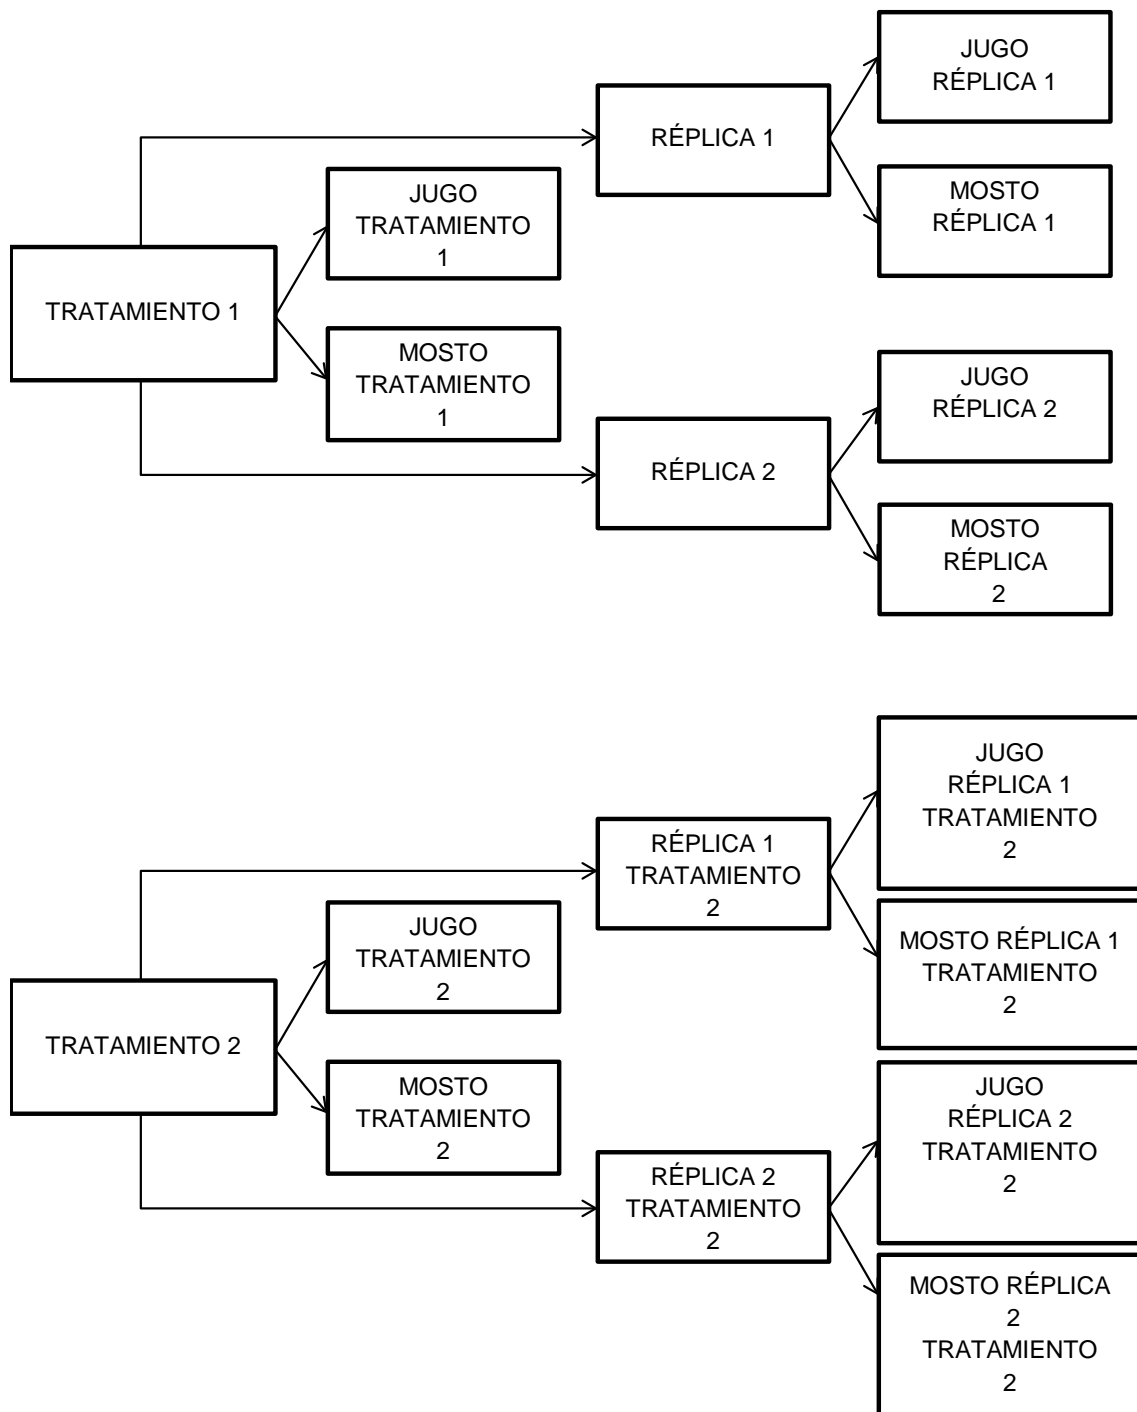 JUGO
RÉPLICA 1
RÉPLICA 1
MOSTO
RÉPLICA 1
JUGO
TRATAMIENTO
1
TRATAMIENTO 1
MOSTO
TRATAMIENTO
1
JUGO
RÉPLICA 2
RÉPLICA 2
MOSTO
RÉPLICA
2
JUGO
RÉPLICA 1
TRATAMIENTO
2
RÉPLICA 1
TRATAMIENTO
2
MOSTO RÉPLICA 1
TRATAMIENTO
2
JUGO
TRATAMIENTO
2
TRATAMIENTO 2
MOSTO
TRATAMIENTO
2
JUGO
RÉPLICA 2
TRATAMIENTO
2
RÉPLICA 2
TRATAMIENTO
2
MOSTO RÉPLICA
2
TRATAMIENTO
2